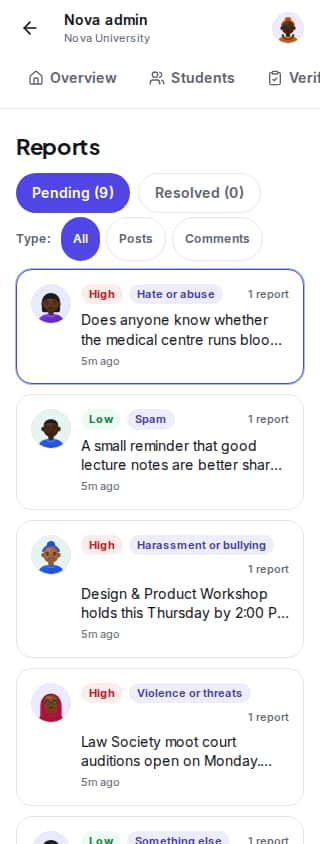 Nova admin
Nova University
Overview Students Verif
Reports
Pending (9) Resolved (0)
Type: All Posts Comments
High Hate or abuse 1 report
Does anyone know whether
the medical centre runs bloo...
5m ago
Low Spam 1 report
A small reminder that good
lecture notes are better shar...
5m ago
High Harassment or bullying
1 report
Design & Product Workshop
holds this Thursday by 2:00 P...
5m ago
High Violence or threats
1 report
Law Society moot court
auditions open on Monday....
5m ago
Low Something else 1 report